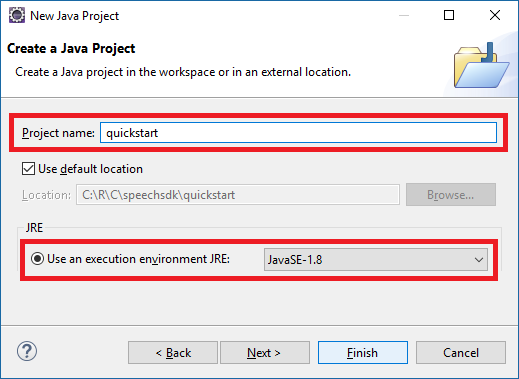 New Java Project
Create a Java Project
Create a Java project in the workspace or in an external location.
Project name: quickstart
Use default location
Location: C:\R\C\speechsdk\quickstart Browse...
JRE
Use an execution environment JRE: JavaSE-1.8
? < Back Next > Finish Cancel